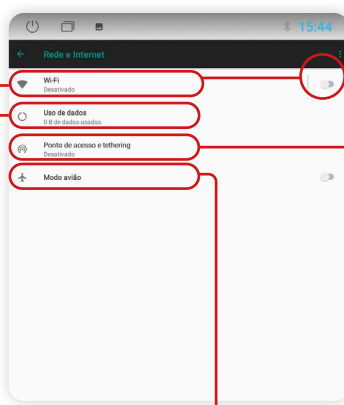 15:44
Rede e Internet
Wi-Fi
Desativado
Uso de dados
0 B de dados usados
Ponto de acesso e tethering
Desativado
Modo avião